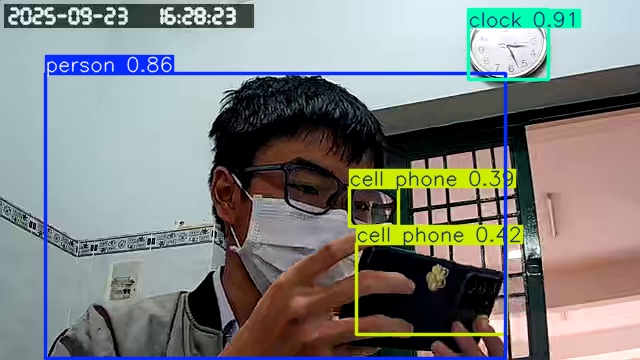 2025-09-23 16:28:23
clock 0.91
person 0.86
cell phone 0.39
cell phone 0.42